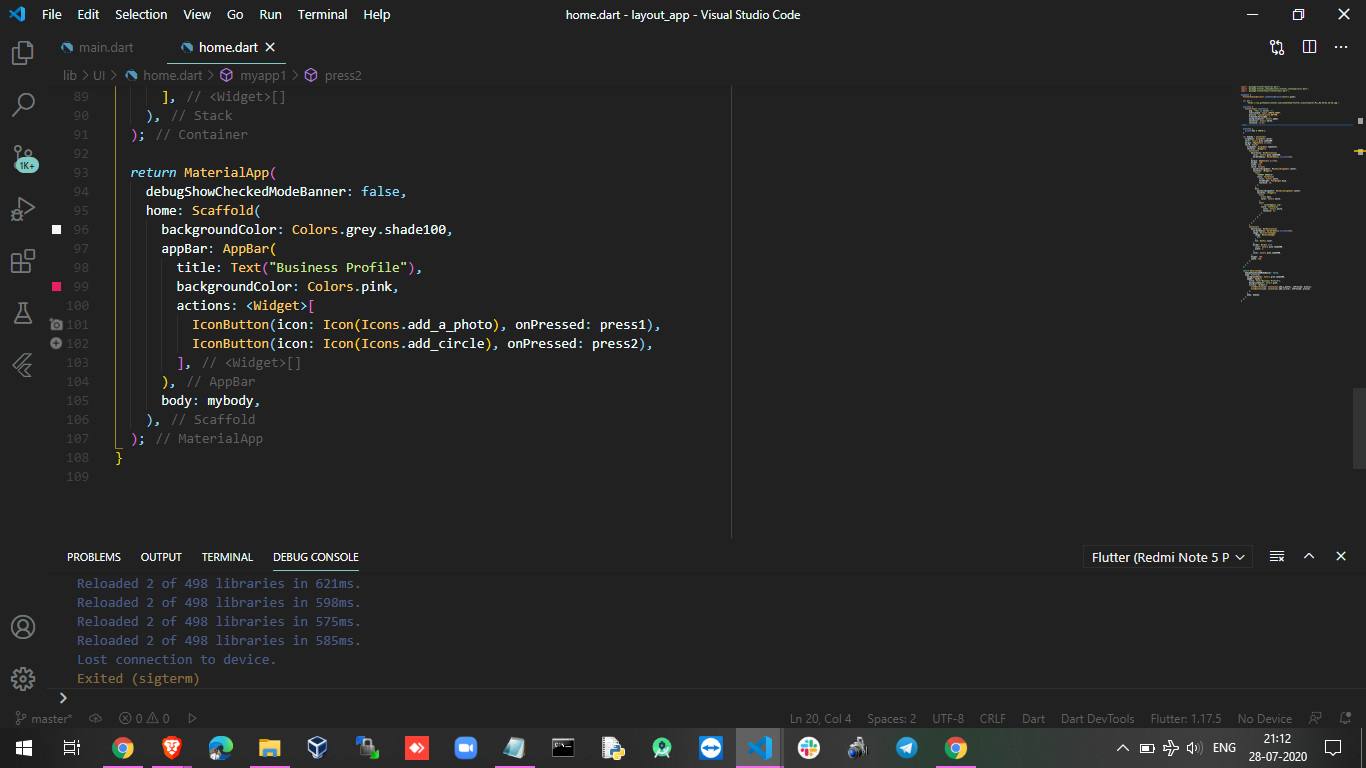 File Edit Selection View Go Run Terminal Help home.dart - layout_app - Visual Studio Code
main.dart home.dart
lib > UI > home.dart > myapp1 > press2
89 ], // <Widget>[]
90 ), // Stack
91 ); // Container
92
93 return MaterialApp(
94 debugShowCheckedModeBanner: false,
95 home: Scaffold(
96 backgroundColor: Colors.grey.shade100,
97 appBar: AppBar(
98 title: Text("Business Profile"),
99 backgroundColor: Colors.pink,
100 actions: <Widget>[
101 IconButton(icon: Icon(Icons.add_a_photo), onPressed: press1),
102 IconButton(icon: Icon(Icons.add_circle), onPressed: press2),
103 ], // <Widget>[]
104 ), // AppBar
105 body: mybody,
106 ), // Scaffold
107 ); // MaterialApp
108 }
109
1K+
PROBLEMS OUTPUT TERMINAL DEBUG CONSOLE Flutter (Redmi Note 5 P
Reloaded 2 of 498 libraries in 621ms.
Reloaded 2 of 498 libraries in 598ms.
Reloaded 2 of 498 libraries in 575ms.
Reloaded 2 of 498 libraries in 585ms.
Lost connection to device.
Exited (sigterm)
master* 0 0 Ln 20, Col 4 Spaces: 2 UTF-8 CRLF Dart Dart DevTools Flutter: 1.17.5 No Device
ENG 21:12
28-07-2020